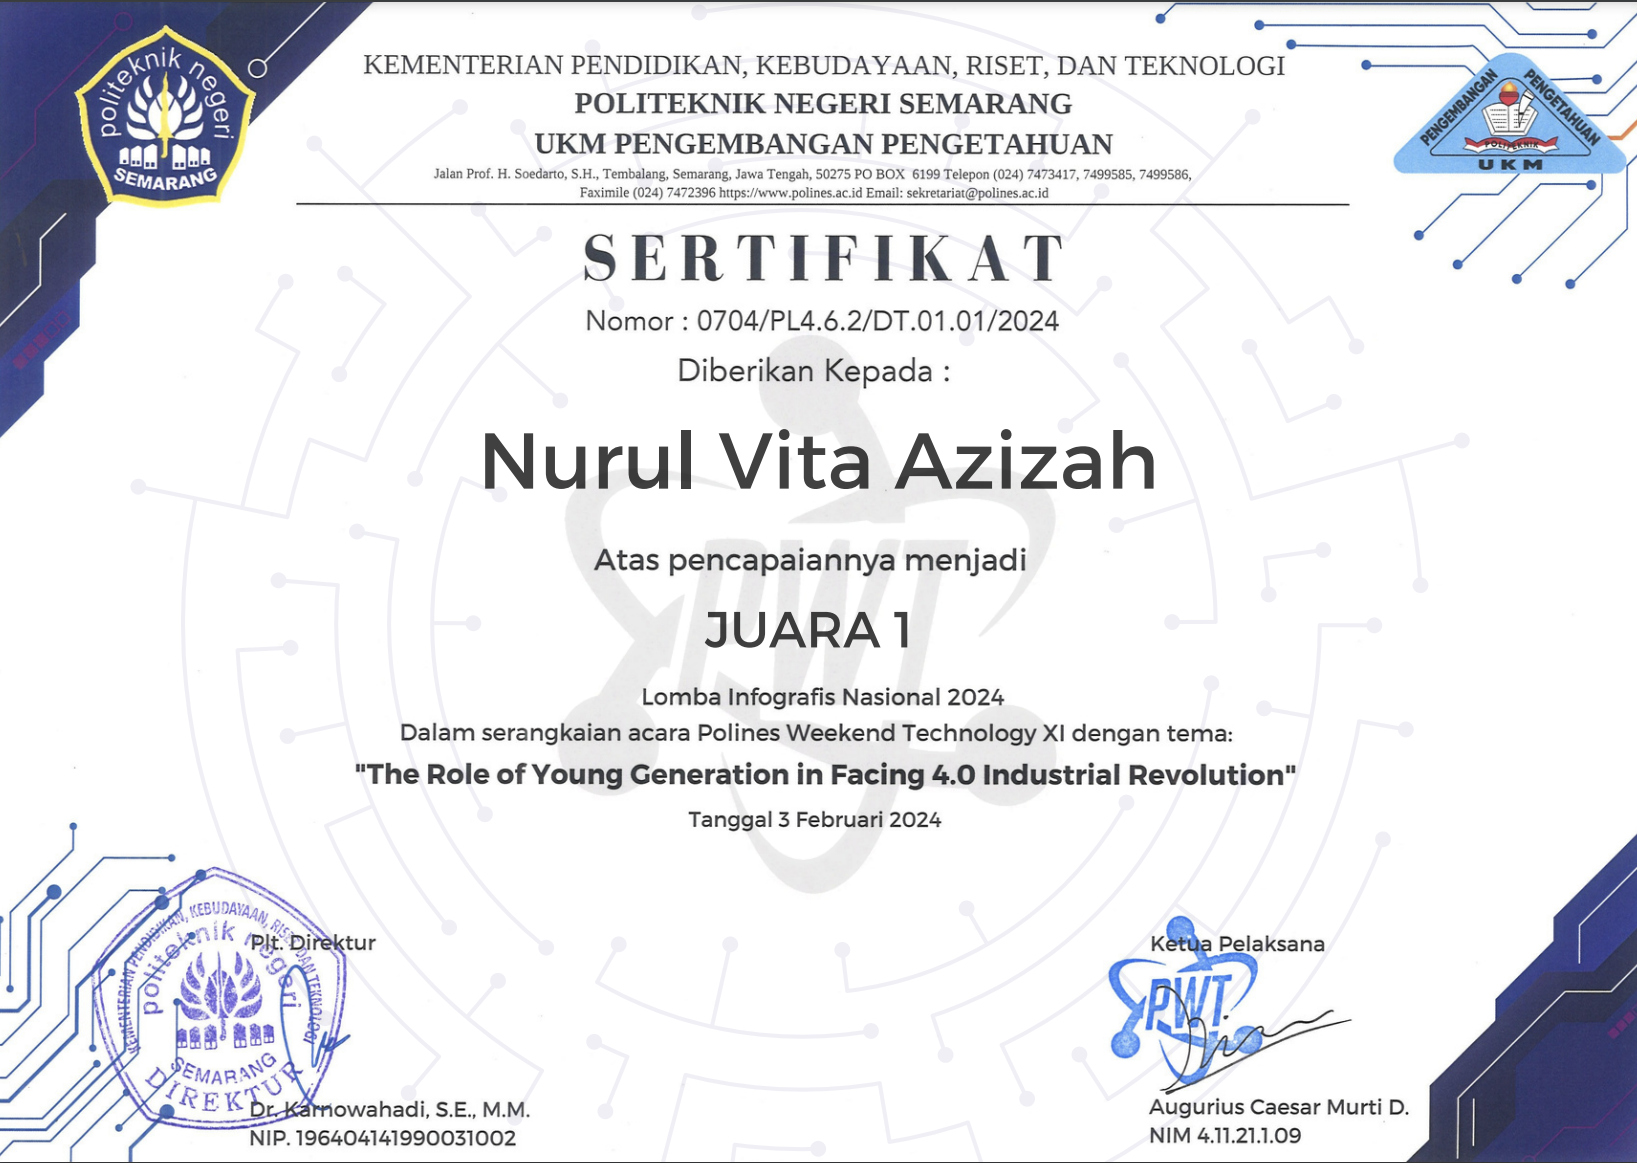 politeknik negeri
SEMARANG
KEMENTERIAN PENDIDIKAN, KEBUDAYAAN, RISET, DAN TEKNOLOGI
POLITEKNIK NEGERI SEMARANG
UKM PENGEMBANGAN PENGETAHUAN
Jalan Prof. H. Soedarto, S.H., Tembalang, Semarang, Jawa Tengah, 50275 PO BOX 6199 Telepon (024) 7473417, 7499585, 7499586,
Faximile (024) 7472396 https://www.polines.ac.id Email: sekretariat@polines.ac.id
PENGEMBANGAN PENGETAHUAN
POLITEKNIK
UKM
SERTIFIKAT
Nomor : 0704/PL4.6.2/DT.01.01/2024
Diberikan Kepada :
Nurul Vita Azizah
Atas pencapaiannya menjadi
JUARA 1
Lomba Infografis Nasional 2024
Dalam serangkaian acara Polines Weekend Technology XI dengan tema:
"The Role of Young Generation in Facing 4.0 Industrial Revolution"
Tanggal 3 Februari 2024
PWT
Plt. Direktur
KEMENTERIAN PENDIDIKAN, KEBUDAYAAN, RISET, DAN TEKNOLOGI
politeknik negeri
SEMARANG
DIREKTUR
Dr. Karnowahadi, S.E., M.M.
NIP. 196404141990031002
Ketua Pelaksana
PWT
Augurius Caesar Murti D.
NIM 4.11.21.1.09